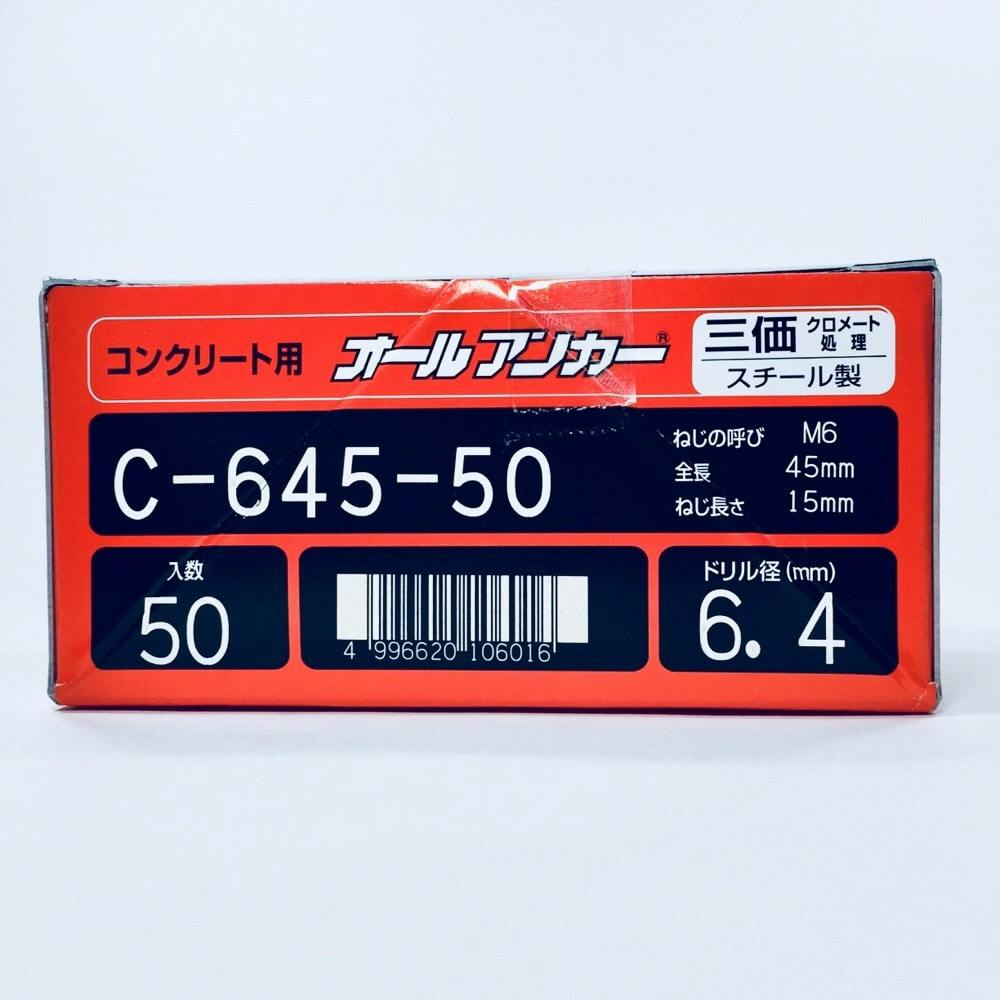 コンクリート用 オールアンカー®
三価 クロメート処理
スチール製
C-645-50
ねじの呼び M6
全長 45mm
ねじ長さ 15mm
入数
50
4 996620 106016
ドリル径(mm)
6.4